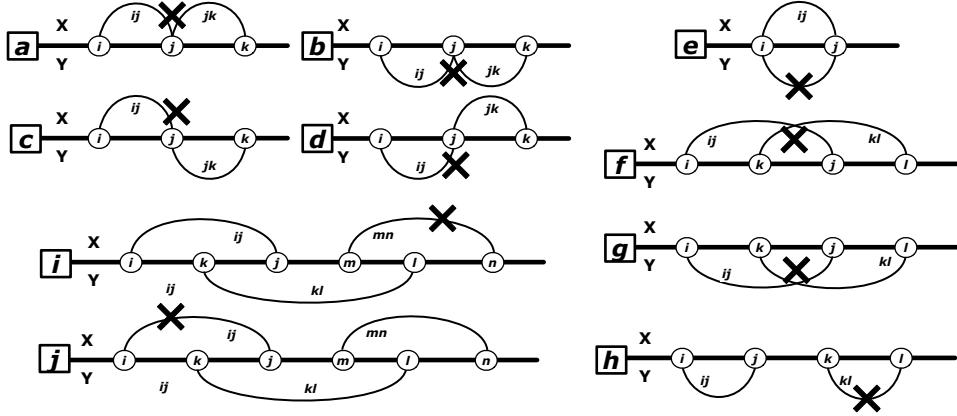 X
ij jk
a i j k
Y
X
b i j k
Y
ij jk
X
ij
e i j
Y
X
ij
c i j k
Y
jk
X
jk
d i j k
Y
ij
X
ij kl
f i k j l
Y
X
g i k j l
Y
ij kl
X
ij mn
i i k j m l n
Y
ij kl
X
ij mn
j i k j m l n
Y
ij kl
X
h i j k l
Y
ij kl